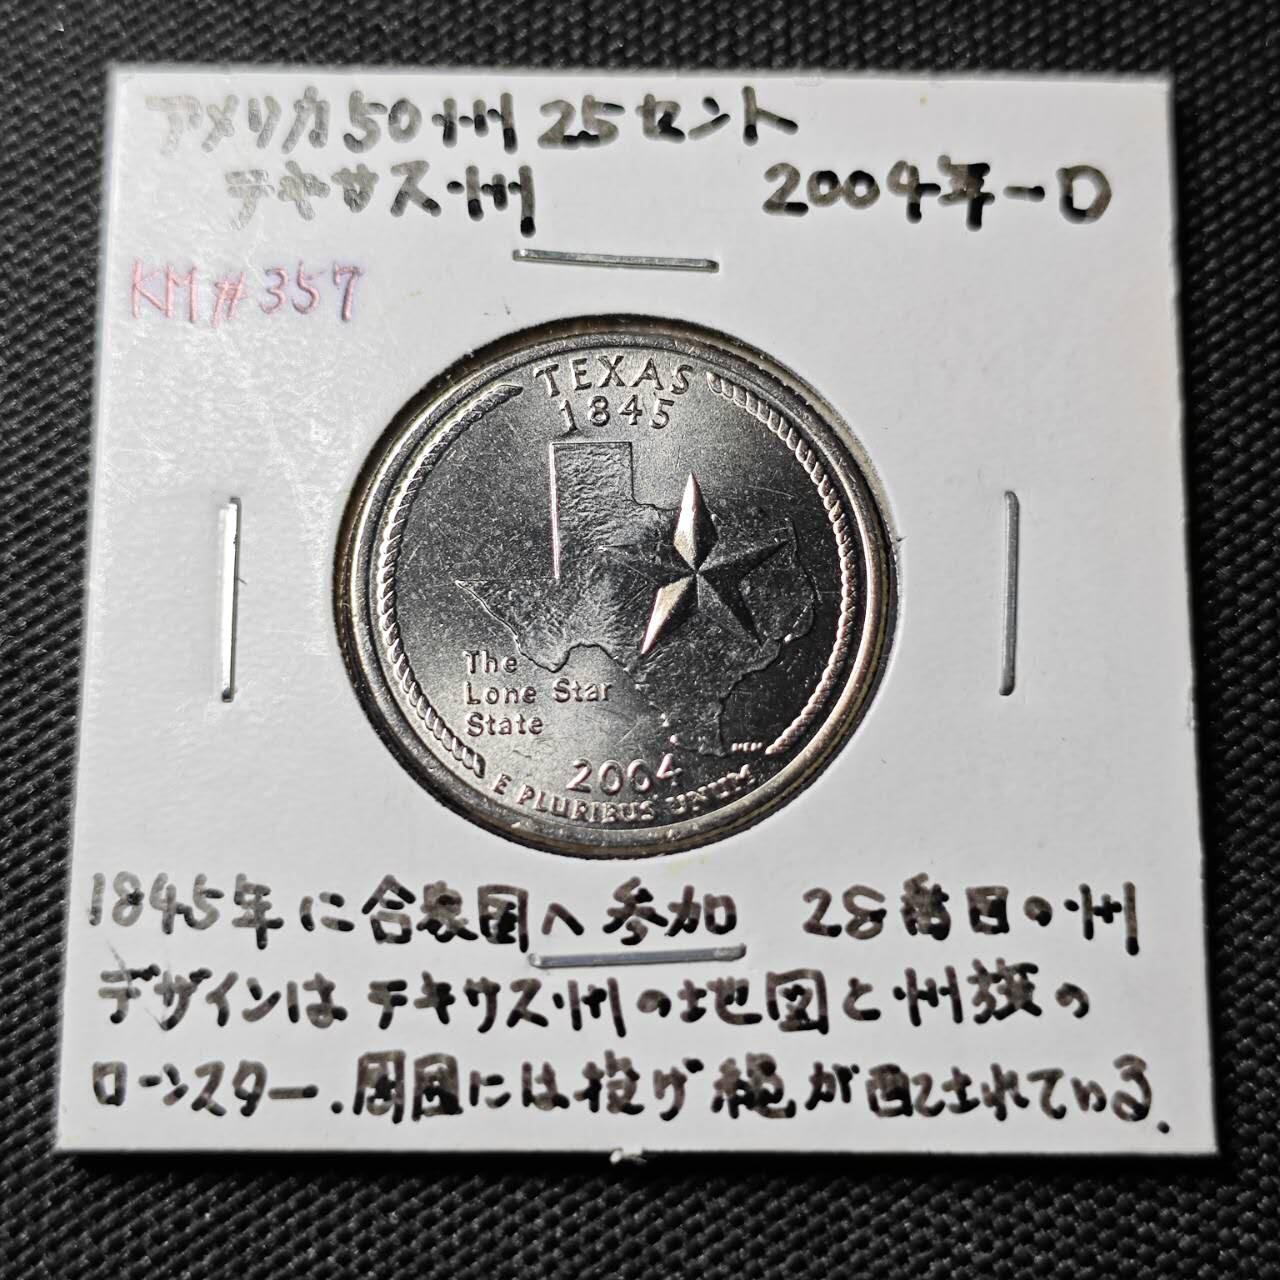 アメリカ50州 25セント
テキサス州 2004年-D
KM#357
TEXAS
1845
The
Lone Star
State
2004
E PLURIBUS UNUM
1845年に合衆国へ参加 28番目の州
デザインはテキサス州の地図と州旗の
ローンスター.周囲には投げ縄が配されている.